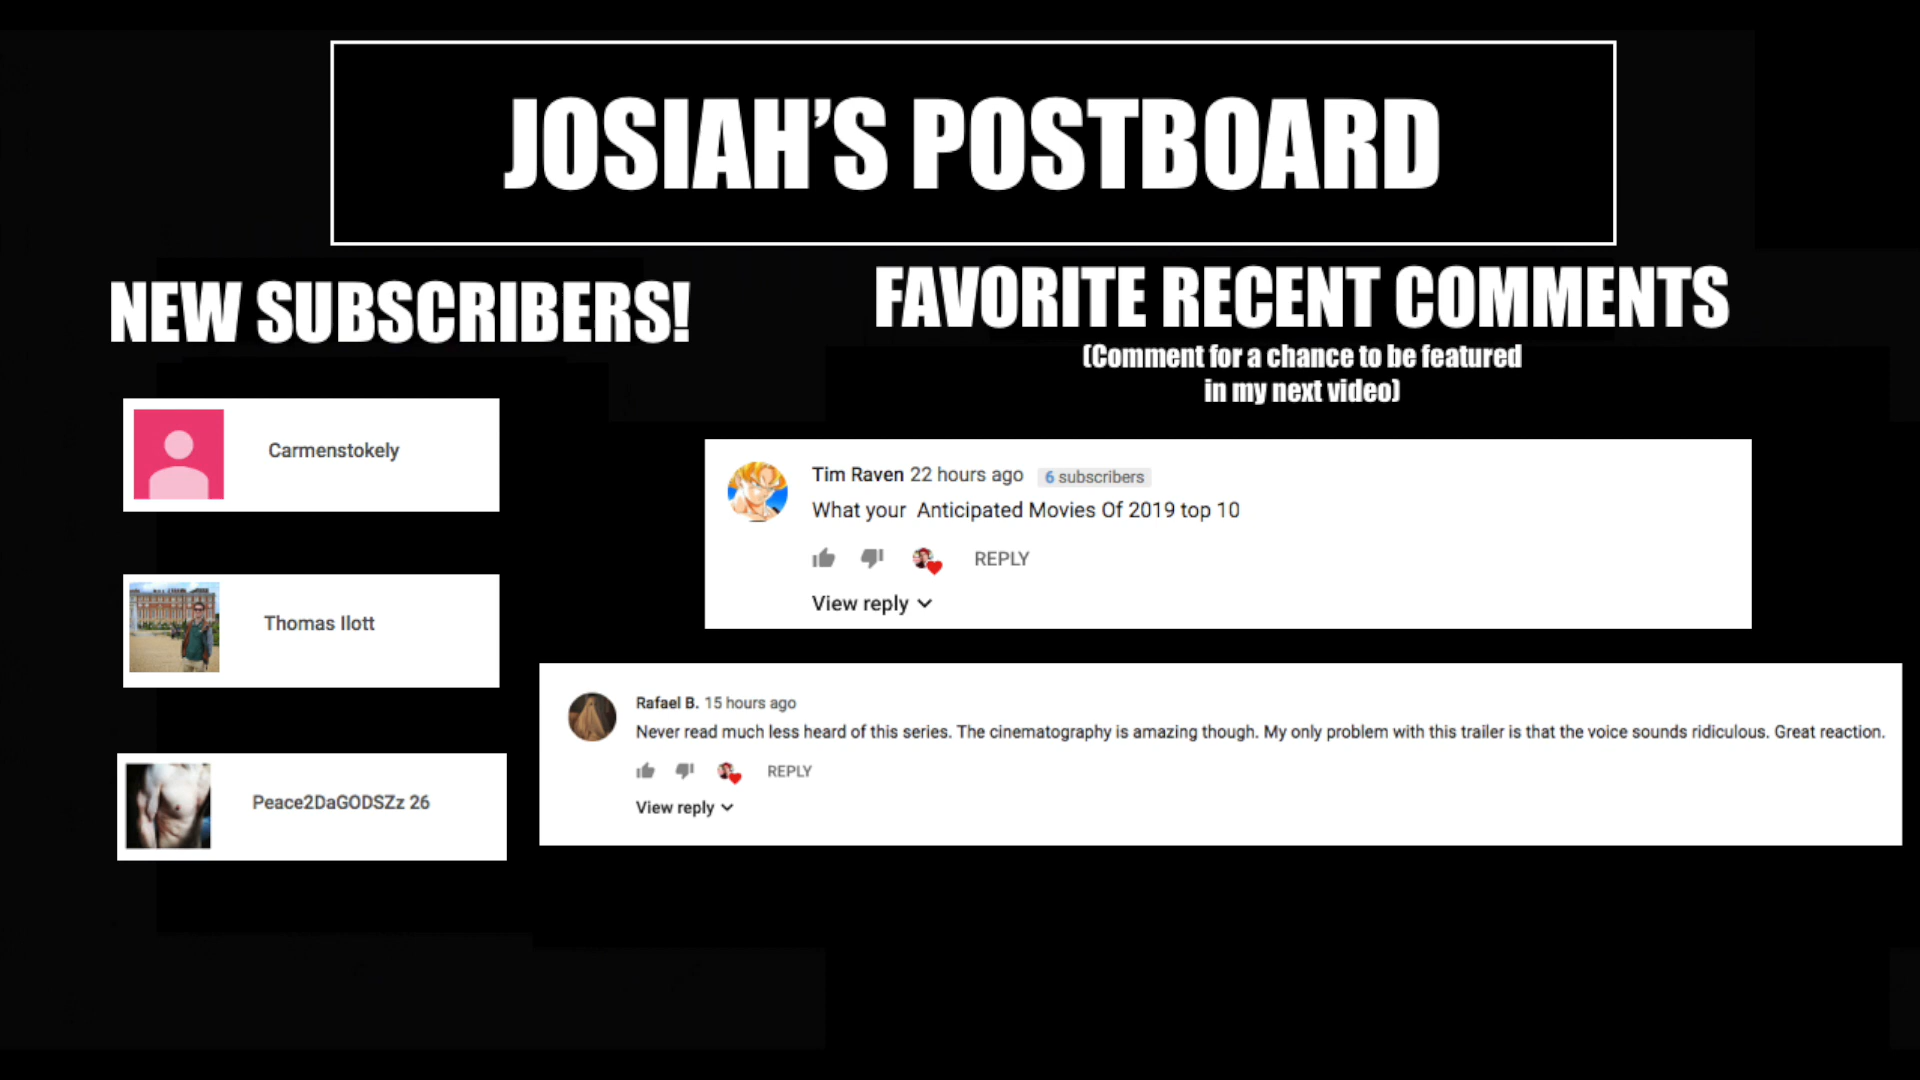 JOSIAH'S POSTBOARD
NEW SUBSCRIBERS!
Carmenstokely
Thomas Ilott
Peace2DaGODSZz 26
FAVORITE RECENT COMMENTS
(Comment for a chance to be featured
in my next video)
Tim Raven 22 hours ago 6 subscribers
What your  Anticipated Movies Of 2019 top 10
REPLY
View reply
Rafael B. 15 hours ago
Never read much less heard of this series. The cinematography is amazing though. My only problem with this trailer is that the voice sounds ridiculous. Great reaction.
REPLY
View reply